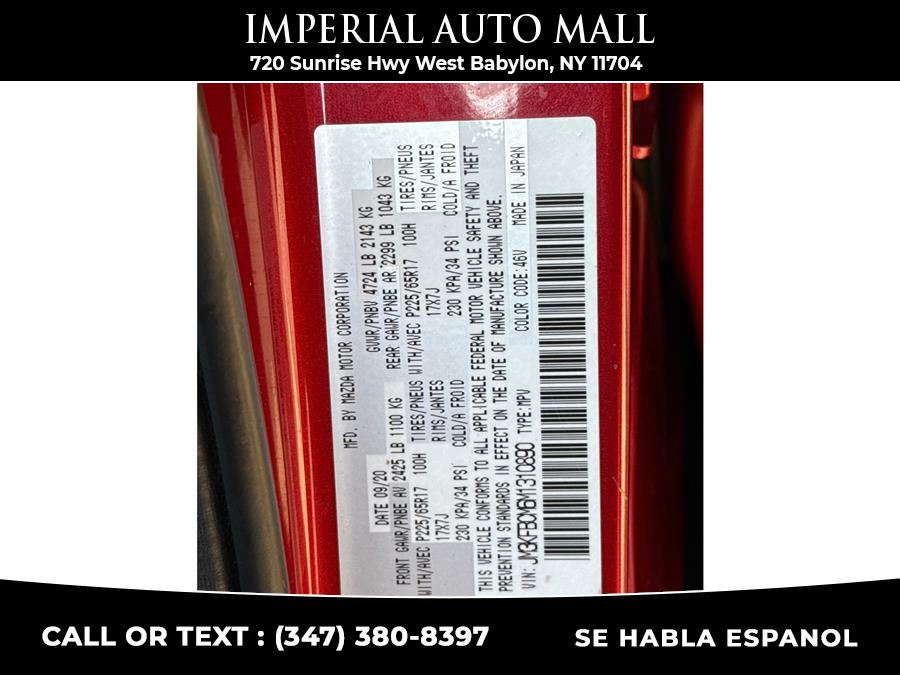 IMPERIAL AUTO MALL
720 Sunrise Hwy West Babylon, NY 11704
MFD. BY MAZDA MOTOR CORPORATION
DATE 09/20 GVWR/PNBV 4724 LB 2143 KG
FRONT GAWR/PNBE AV 2425 LB 1100 KG REAR GAWR/PNBE AR 2299 LB 1043 KG
WITH/AVEC P225/65R17 100H TIRES/PNEUS WITH/AVEC P225/65R17 100H TIRES/PNEUS
17X7J RIMS/JANTES 17X7J RIMS/JANTES
230 KPA/34 PSI COLD/A FROID 230 KPA/34 PSI COLD/A FROID
THIS VEHICLE CONFORMS TO ALL APPLICABLE FEDERAL MOTOR VEHICLE SAFETY AND THEFT
PREVENTION STANDARDS IN EFFECT ON THE DATE OF MANUFACTURE SHOWN ABOVE.
VIN: JM3KFBCM6M1310890 TYPE:MPV COLOR CODE:46V MADE IN JAPAN
CALL OR TEXT : (347) 380-8397
SE HABLA ESPANOL